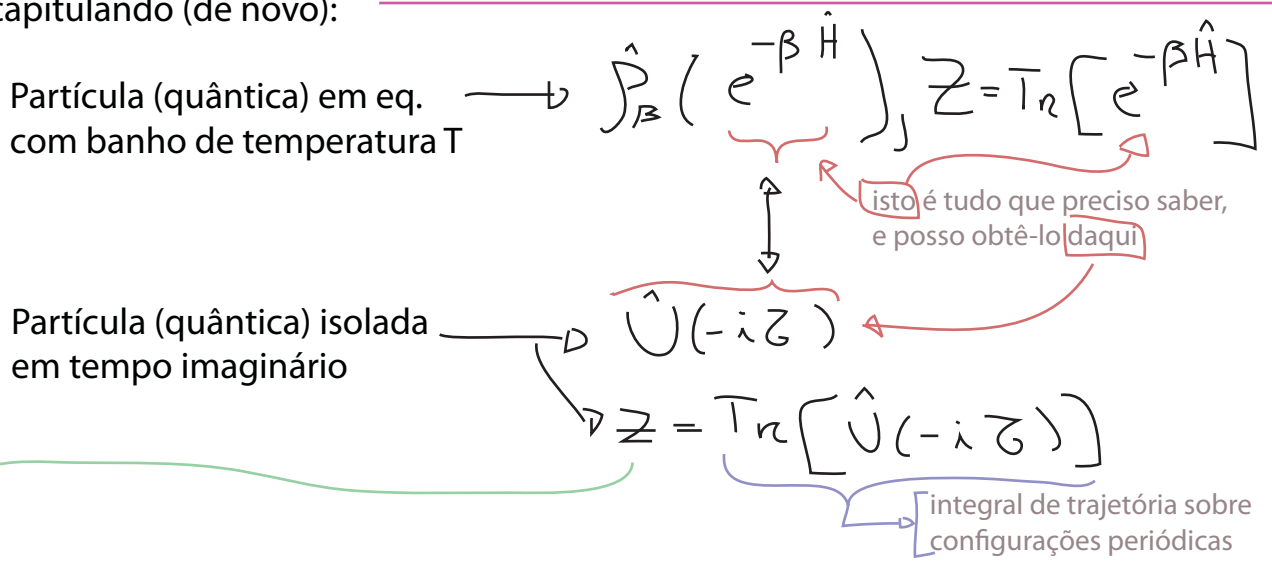 capitulando (de novo):
Partícula (quântica) em eq.
com banho de temperatura T
ρ̂_β ( e^{-β Ĥ} ), Z = Tr[ e^{-βĤ} ]
isto é tudo que preciso saber,
e posso obtê-lo daqui
Partícula (quântica) isolada
em tempo imaginário
Û(-iτ)
Z = Tr[ Û(-iτ) ]
integral de trajetória sobre
configurações periódicas